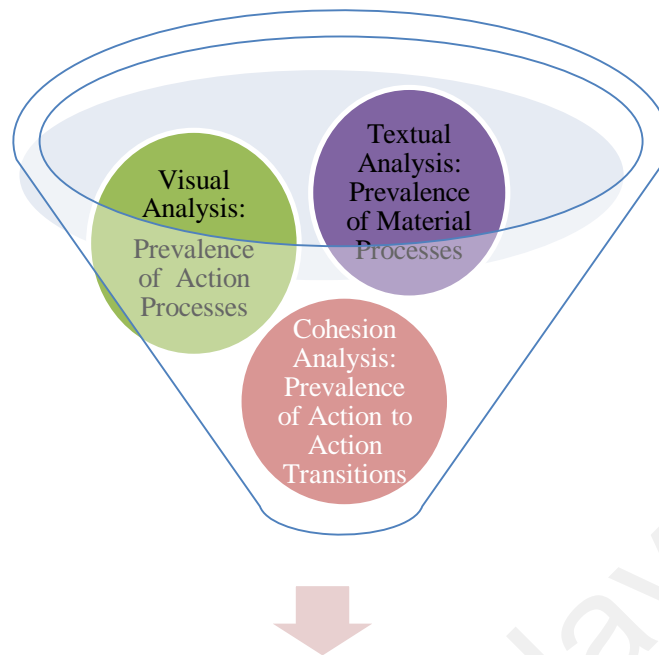 Visual
Analysis:
Prevalence
of Action
Processes
Textual
Analysis:
Prevalence
of Material
Processes
Cohesion
Analysis:
Prevalence
of Action to
Action
Transitions